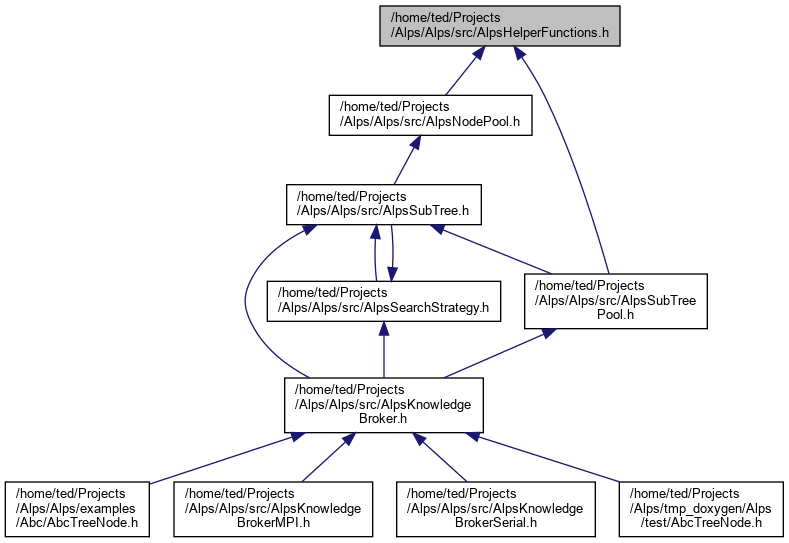 /home/ted/Projects
/Alps/Alps/src/AlpsHelperFunctions.h
/home/ted/Projects
/Alps/Alps/src/AlpsNodePool.h
/home/ted/Projects
/Alps/Alps/src/AlpsSubTree.h
/home/ted/Projects
/Alps/Alps/src/AlpsSearchStrategy.h
/home/ted/Projects
/Alps/Alps/src/AlpsSubTree
Pool.h
/home/ted/Projects
/Alps/Alps/src/AlpsKnowledge
Broker.h
/home/ted/Projects
/Alps/Alps/examples
/Abc/AbcTreeNode.h
/home/ted/Projects
/Alps/Alps/src/AlpsKnowledge
BrokerMPI.h
/home/ted/Projects
/Alps/Alps/src/AlpsKnowledge
BrokerSerial.h
/home/ted/Projects
/Alps/tmp_doxygen/Alps
/test/AbcTreeNode.h